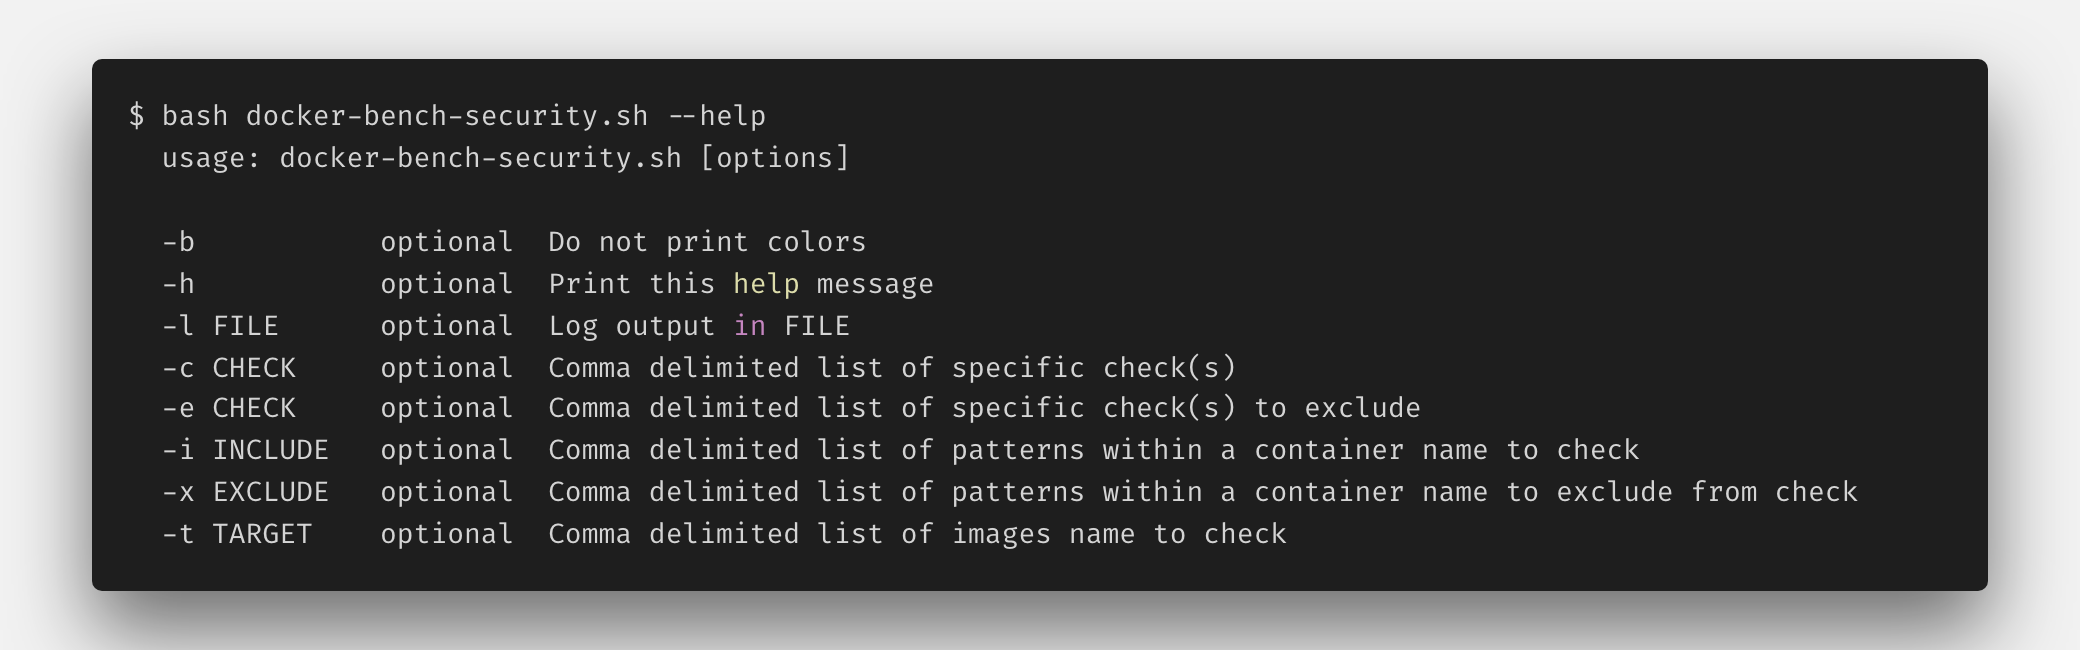 $ bash docker-bench-security.sh --help
usage: docker-bench-security.sh [options]
-b optional Do not print colors
-h optional Print this help message
-l FILE optional Log output in FILE
-c CHECK optional Comma delimited list of specific check(s)
-e CHECK optional Comma delimited list of specific check(s) to exclude
-i INCLUDE optional Comma delimited list of patterns within a container name to check
-x EXCLUDE optional Comma delimited list of patterns within a container name to exclude from check
-t TARGET optional Comma delimited list of images name to check